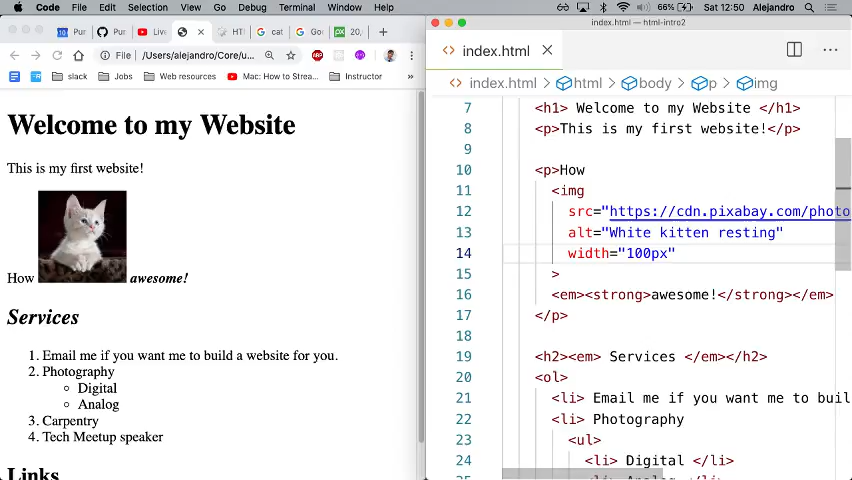 Code File Edit Selection View Go Debug Terminal Window Help 66% Sat 12:50 Alejandro
index.html — html-intro2
Pur Pur Live cat Goo 20,
File /Users/alejandro/Core/u...
slack Jobs Web resources Mac: How to Strea... Instructor »
index.html
index.html html body p img
Welcome to my Website
This is my first website!
How awesome!
Services
1. Email me if you want me to build a website for you.
2. Photography
Digital
Analog
3. Carpentry
4. Tech Meetup speaker
Links
7 <h1> Welcome to my Website </h1>
8 <p>This is my first website!</p>
9
10 <p>How
11 <img
12 src="https://cdn.pixabay.com/photo
13 alt="White kitten resting"
14 width="100px"
15 >
16 <em><strong>awesome!</strong></em>
17 </p>
18
19 <h2><em> Services </em></h2>
20 <ol>
21 <li> Email me if you want me to buil
22 <li> Photography
23 <ul>
24 <li> Digital </li>